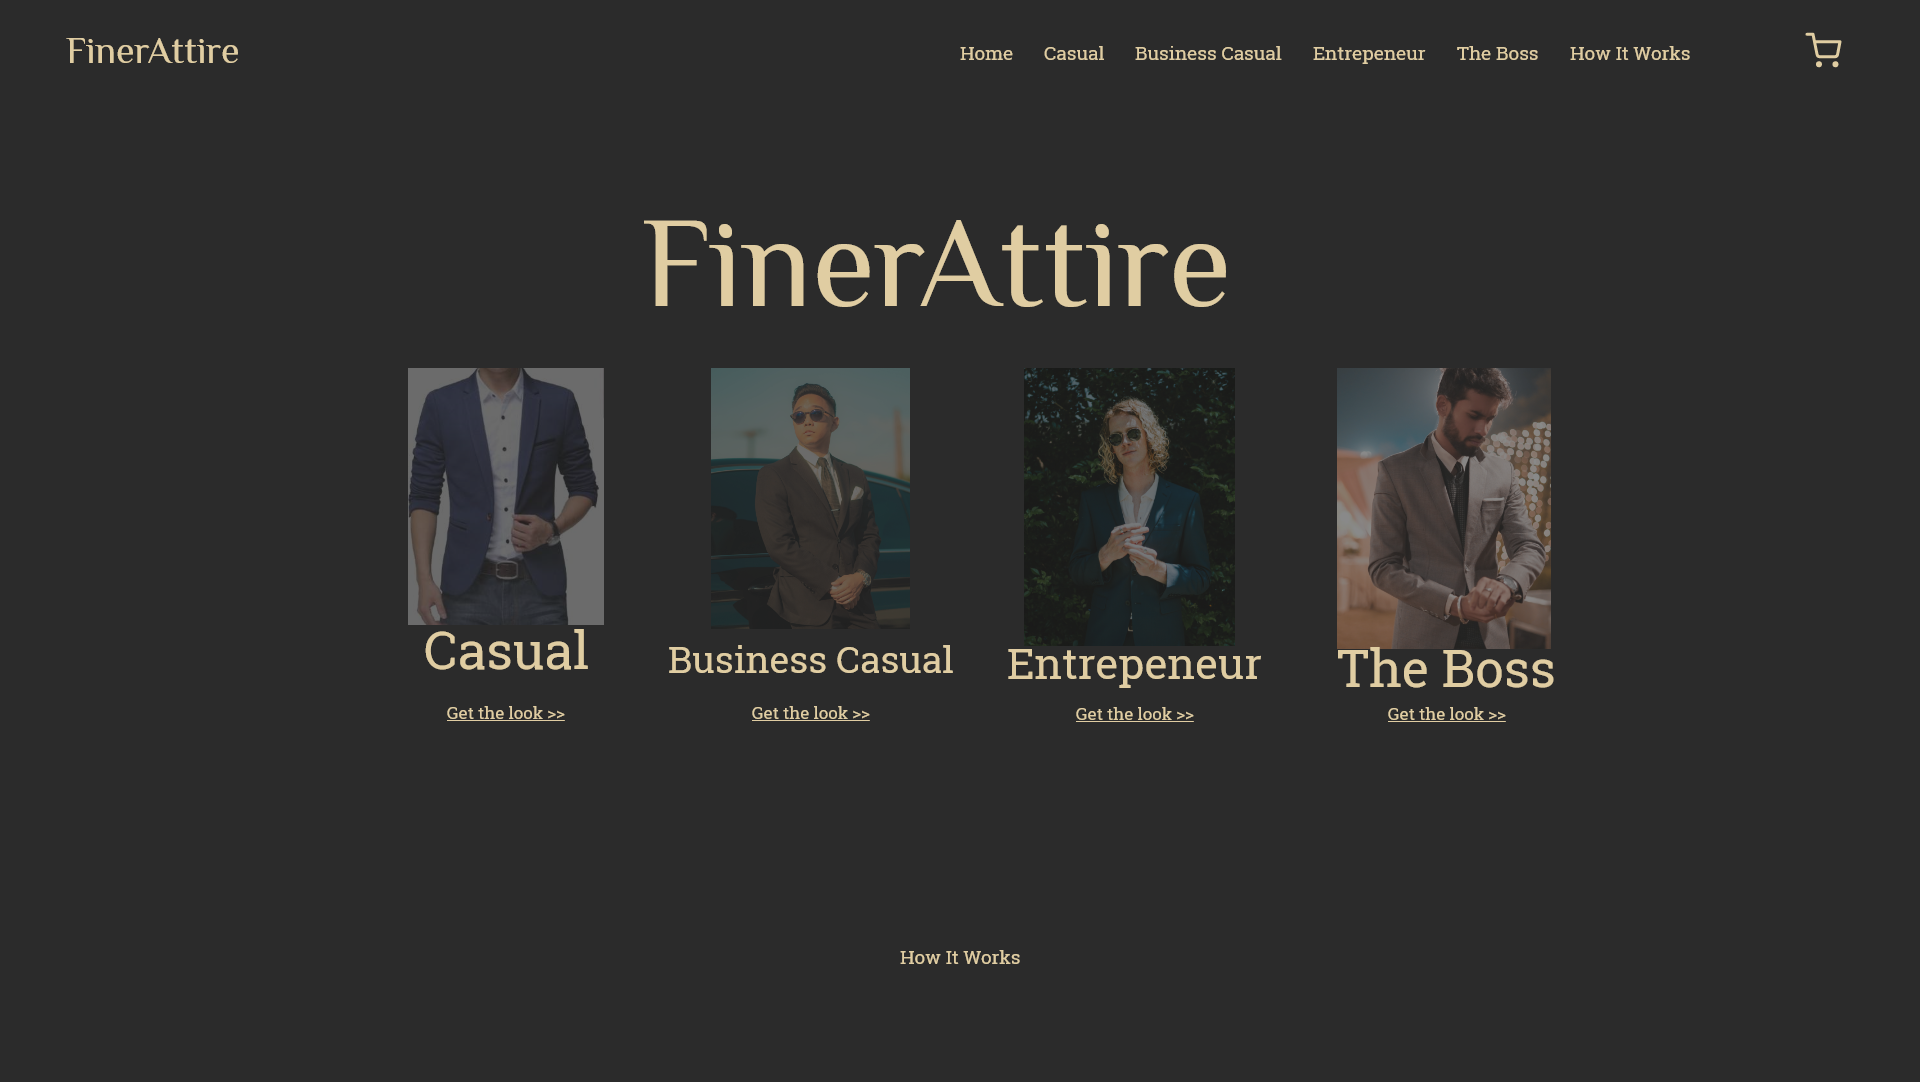 FinerAttire
Home Casual Business Casual Entrepeneur The Boss How It Works
FinerAttire
Casual
Business Casual
Entrepeneur
The Boss
Get the look >>
Get the look >>
Get the look >>
Get the look >>
How It Works